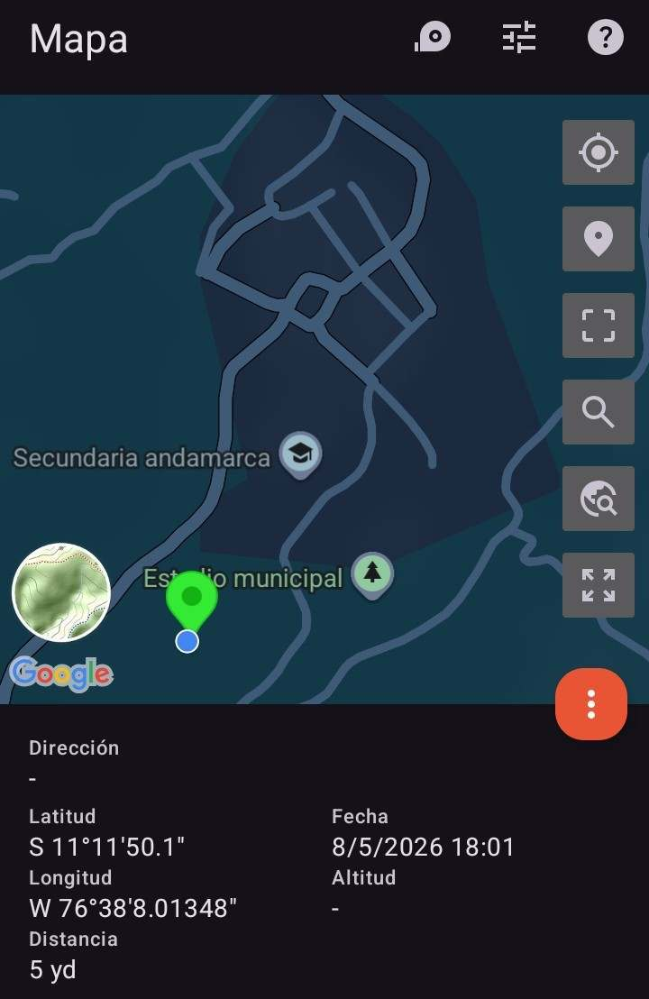 Mapa
?
Secundaria andamarca
Estadio municipal
Google
Dirección
-
Latitud
Fecha
S 11°11'50.1"
8/5/2026 18:01
Longitud
Altitud
W 76°38'8.01348"
-
Distancia
5 yd